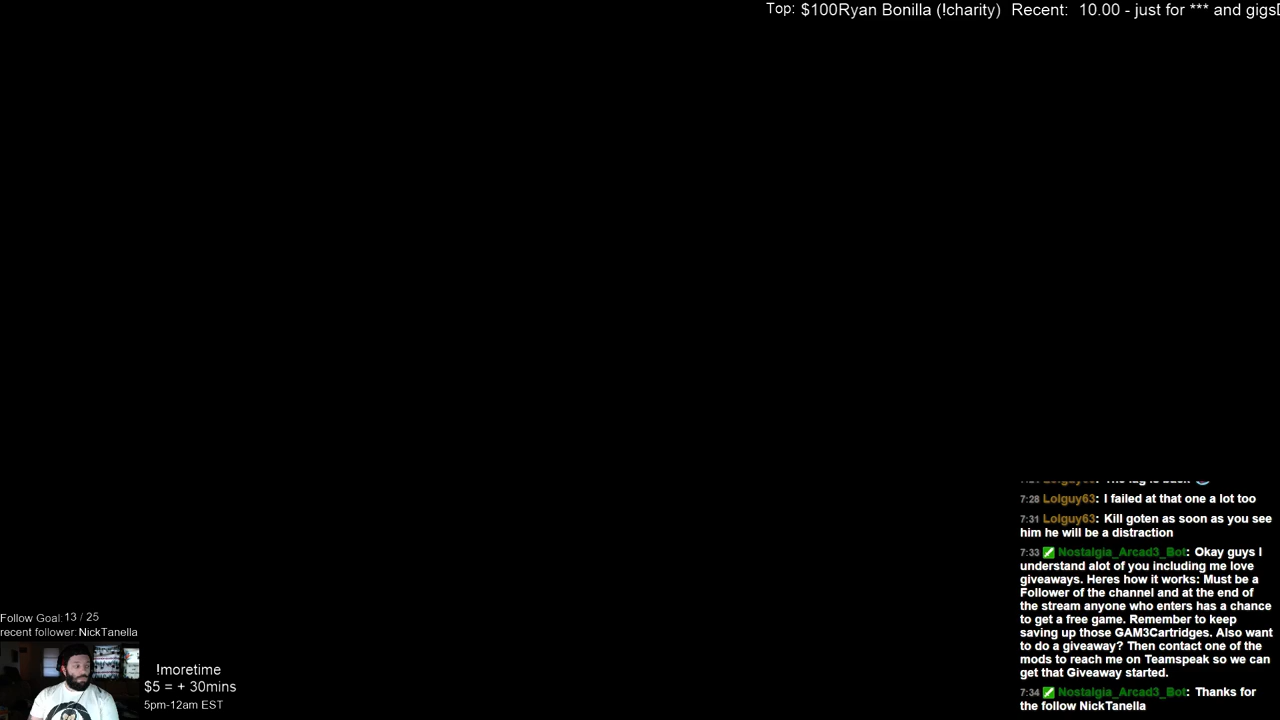 Top: $100Ryan Bonilla (!charity) Recent: 10.00 - just for *** and gigs
7:28 Lolguy63: I failed at that one a lot too
7:31 Lolguy63: Kill goten as soon as you see
him he will be a distraction
7:33 Nostalgia_Arcad3_Bot: Okay guys I
understand alot of you including me love
giveaways. Heres how it works: Must be a
Follower of the channel and at the end of
the stream anyone who enters has a chance
to get a free game. Remember to keep
saving up those GAM3Cartridges. Also want
to do a giveaway? Then contact one of the
mods to reach me on Teamspeak so we can
get that Giveaway started.
7:34 Nostalgia_Arcad3_Bot: Thanks for
the follow NickTanella
Follow Goal: 13 / 25
recent follower: NickTanella
!moretime
$5 = + 30mins
5pm-12am EST